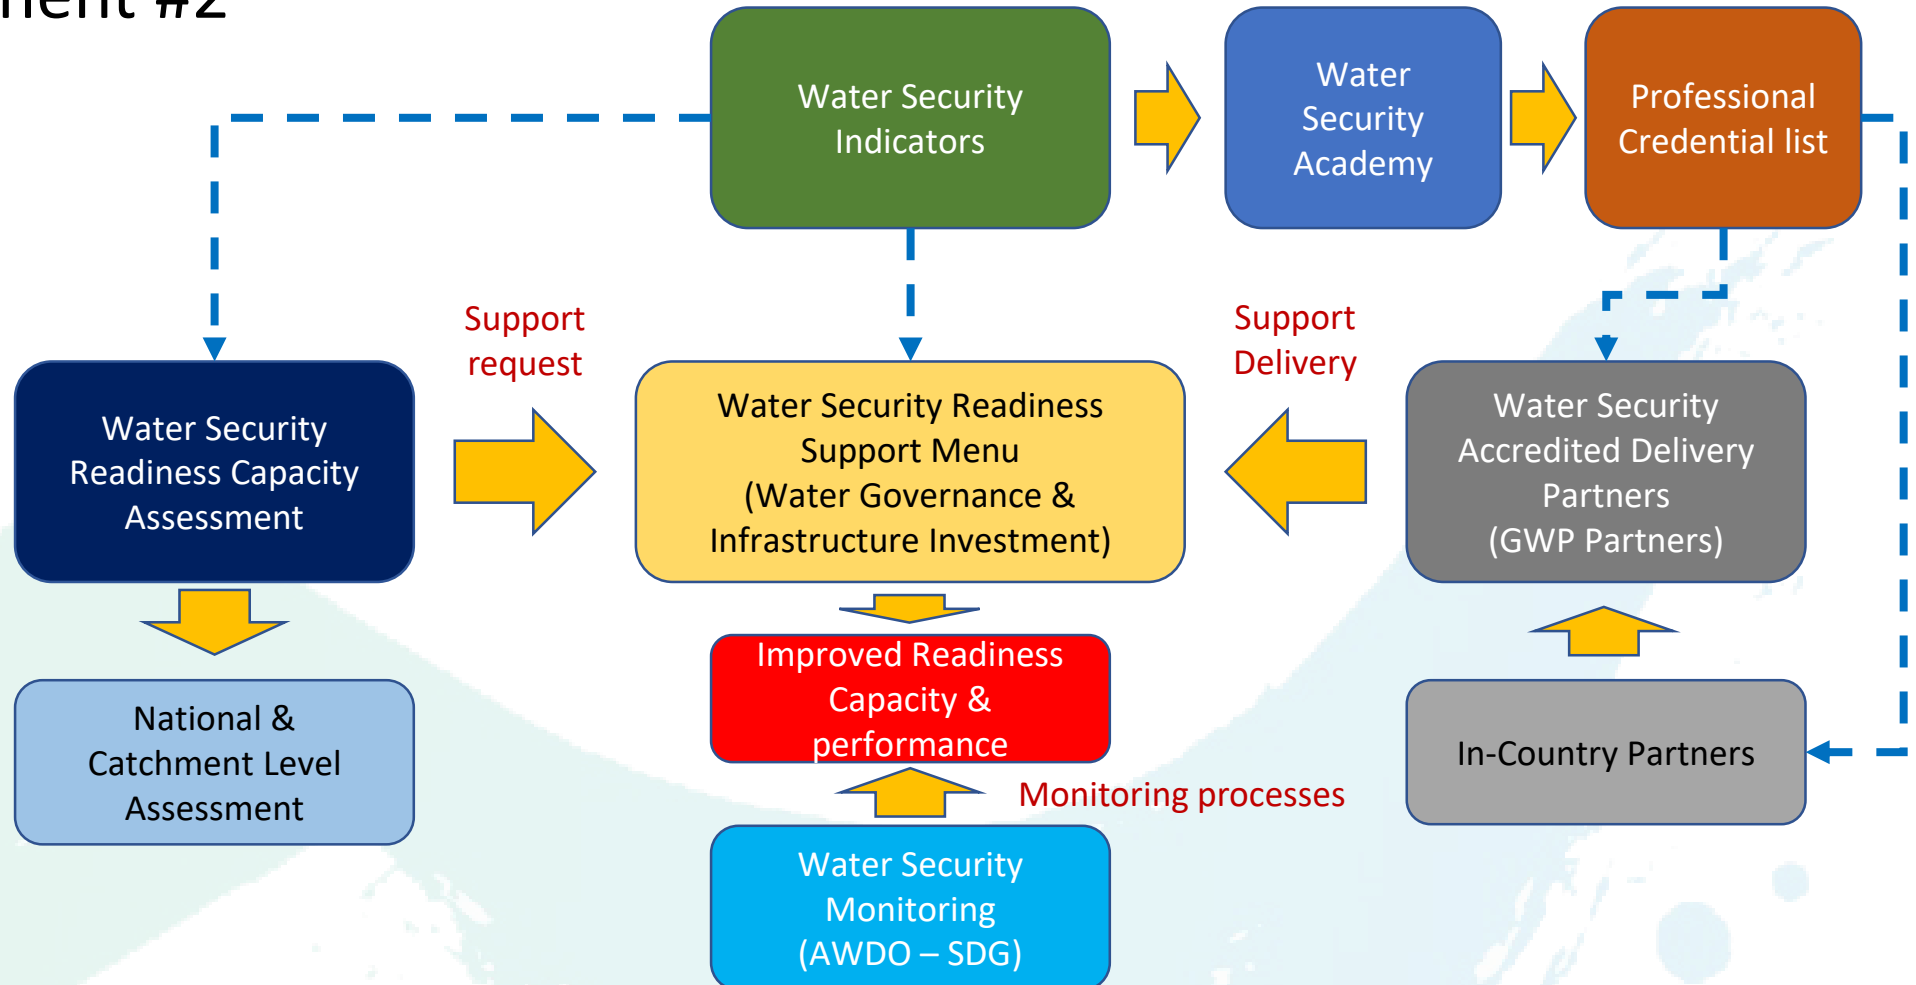 #2
Water Security
Indicators
Water
Security
Academy
Professional
Credential list
Support
request
Support
Delivery
Water Security
Readiness Capacity
Assessment
Water Security Readiness
Support Menu
(Water Governance &
Infrastructure Investment)
Water Security
Accredited Delivery
Partners
(GWP Partners)
National &
Catchment Level
Assessment
Improved Readiness
Capacity &
performance
In-Country Partners
Monitoring processes
Water Security
Monitoring
(AWDO – SDG)